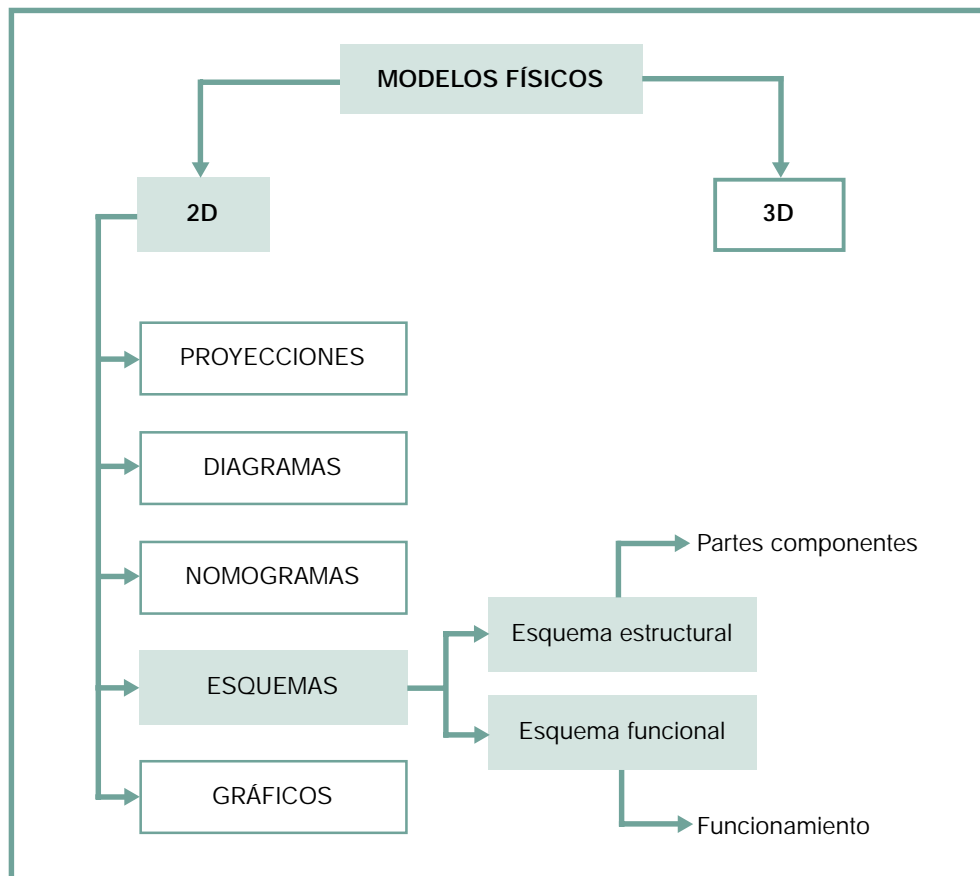 MODELOS FÍSICOS
2D
3D
PROYECCIONES
DIAGRAMAS
NOMOGRAMAS
ESQUEMAS
GRÁFICOS
Esquema estructural
Partes componentes
Esquema funcional
Funcionamiento